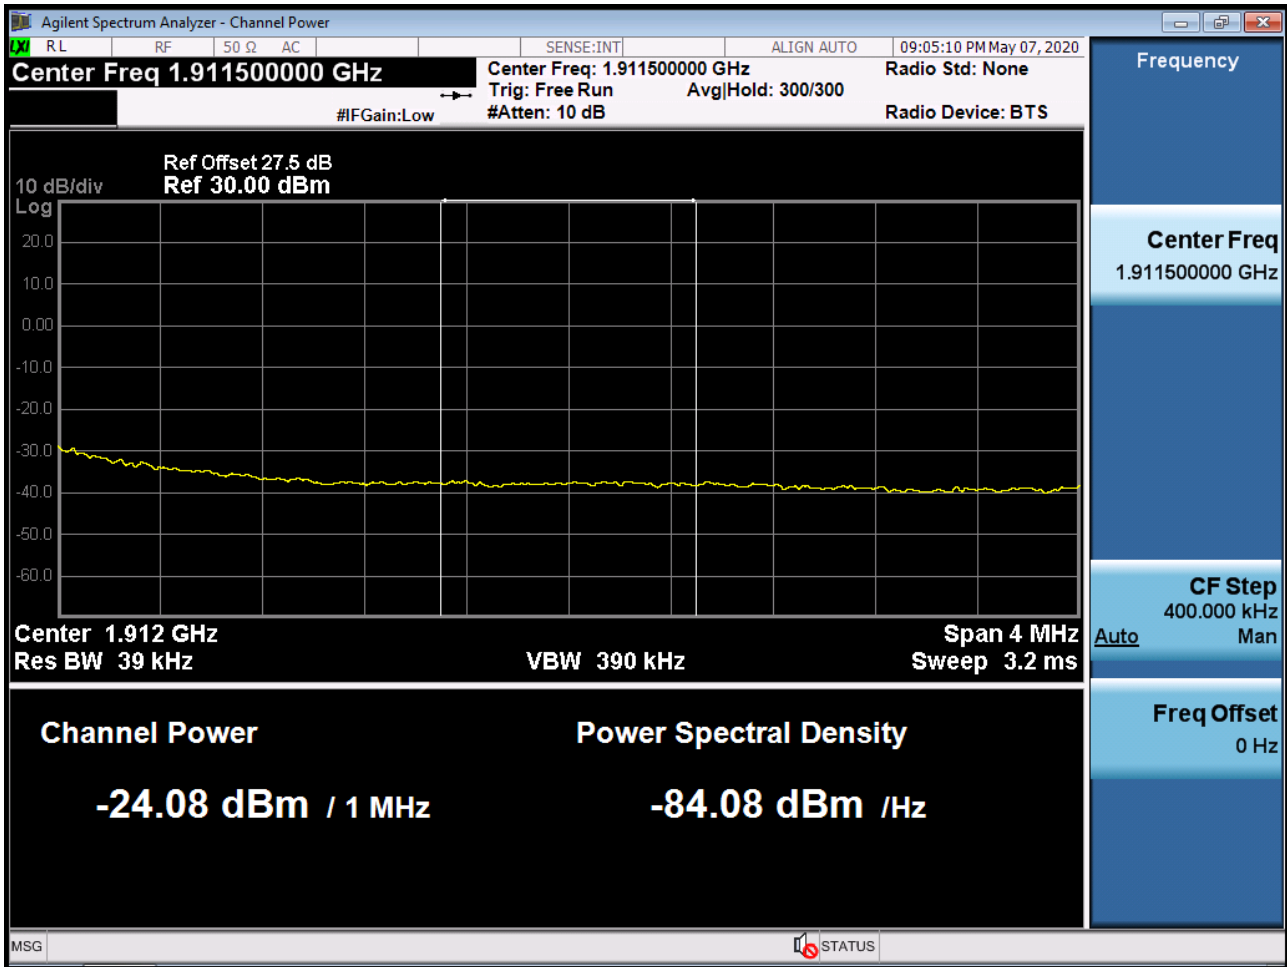 Agilent Spectrum Analyzer - Channel Power
LXI RL RF 50 Ω AC SENSE:INT ALIGN AUTO 09:05:10 PM May 07, 2020
Center Freq 1.911500000 GHz
Center Freq: 1.911500000 GHz Radio Std: None
Trig: Free Run Avg|Hold: 300/300
#IFGain:Low #Atten: 10 dB Radio Device: BTS
Ref Offset 27.5 dB
10 dB/div Ref 30.00 dBm
Log
20.0
10.0
0.00
-10.0
-20.0
-30.0
-40.0
-50.0
-60.0
Center 1.912 GHz Span 4 MHz
Res BW 39 kHz VBW 390 kHz Sweep 3.2 ms
Channel Power Power Spectral Density
-24.08 dBm / 1 MHz -84.08 dBm /Hz
Frequency
Center Freq
1.911500000 GHz
CF Step
400.000 kHz
Auto Man
Freq Offset
0 Hz
MSG STATUS